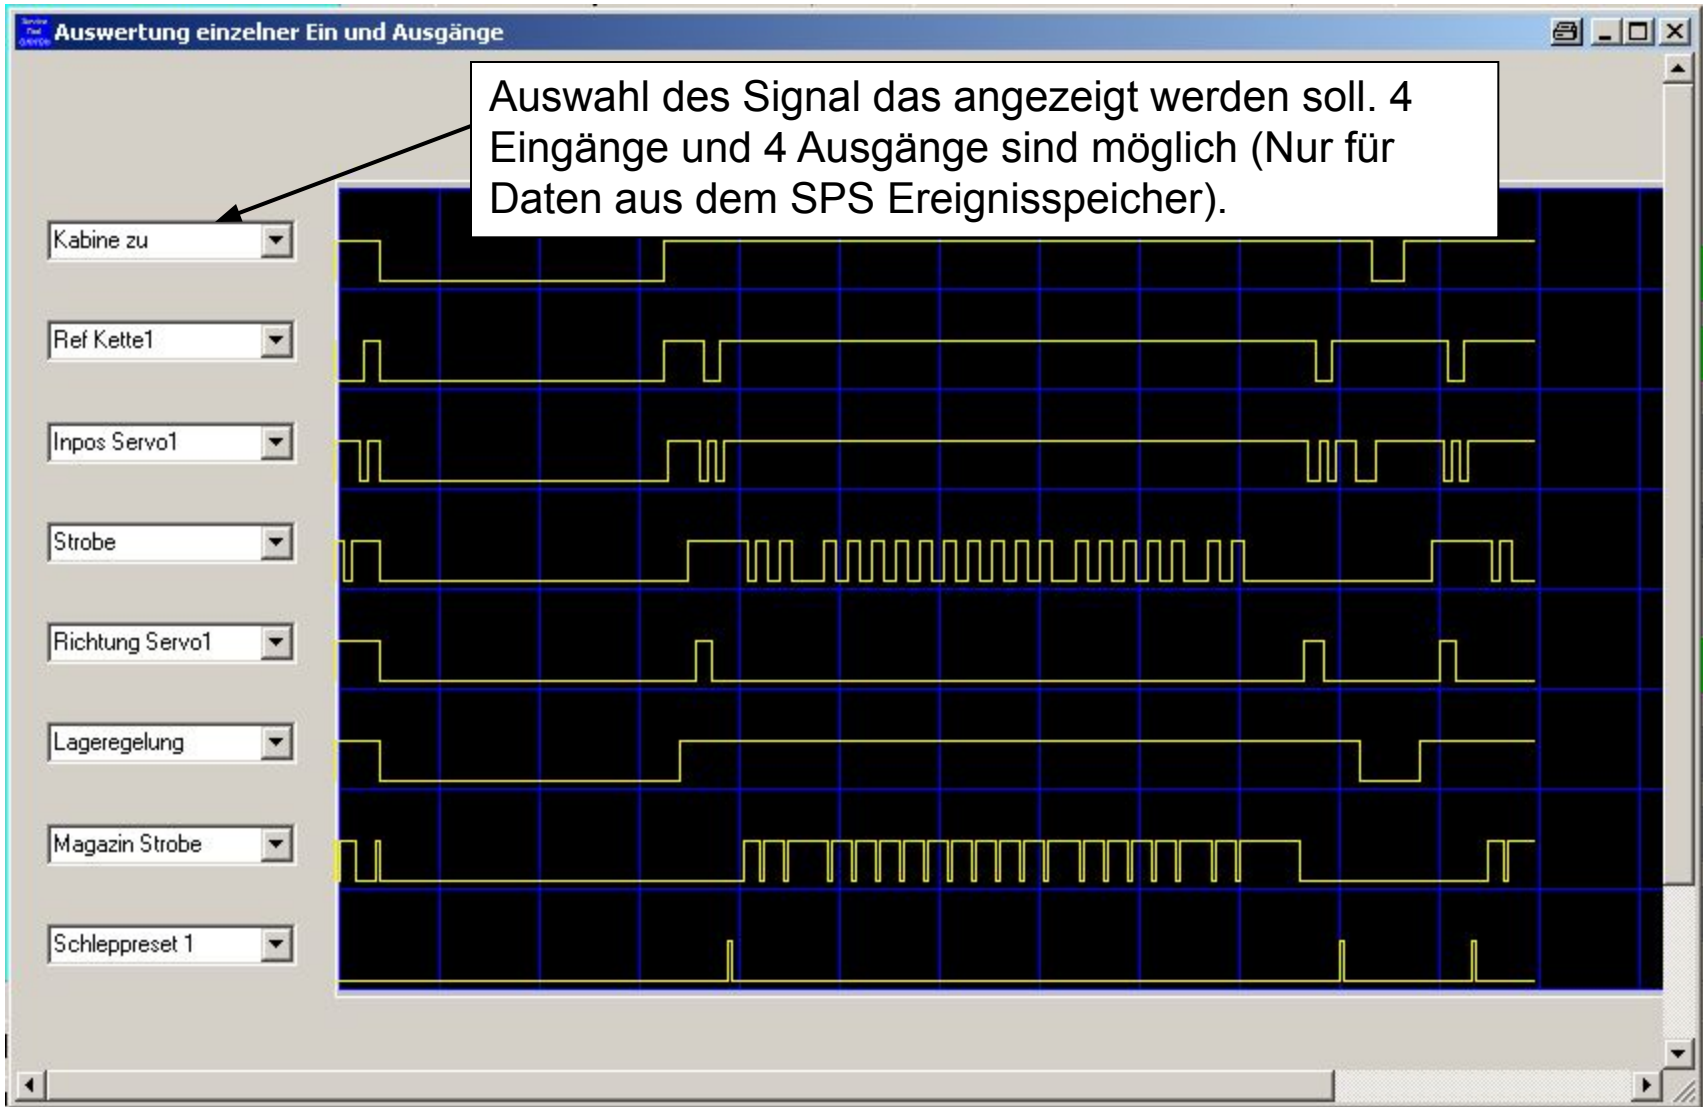 Auswertung einzelner Ein und Ausgänge
Auswahl des Signal das angezeigt werden soll. 4
Eingänge und 4 Ausgänge sind möglich (Nur für
Daten aus dem SPS Ereignisspeicher).
Kabine zu
Ref Kette1
Inpos Servo1
Strobe
Richtung Servo1
Lageregelung
Magazin Strobe
Schleppreset 1